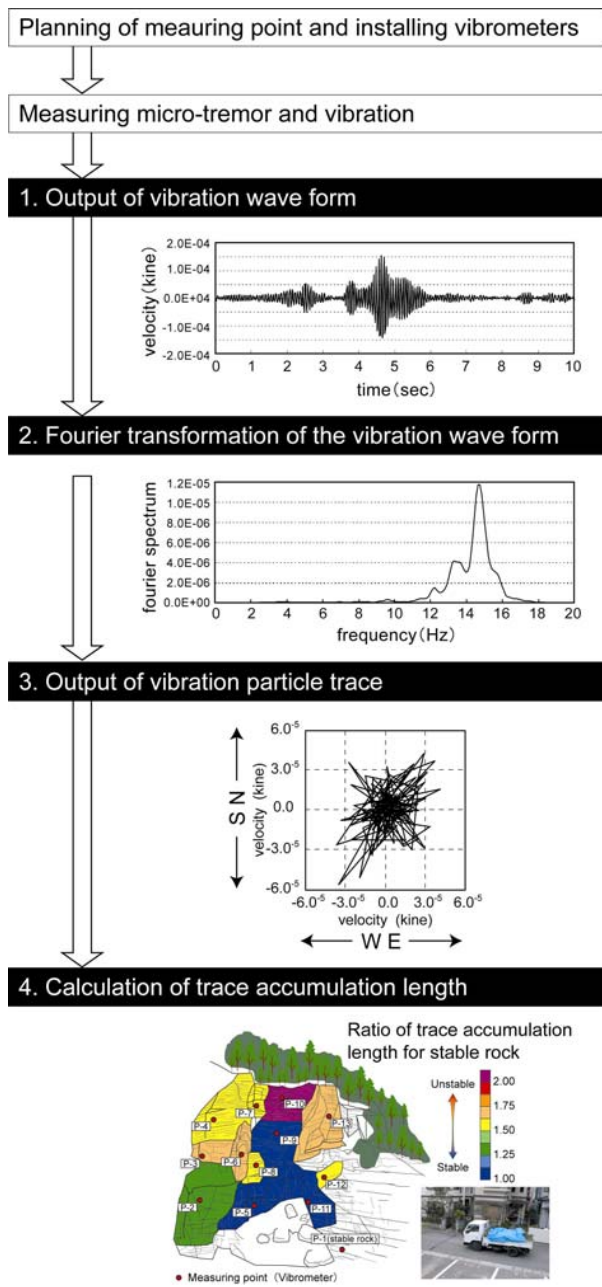 Planning of meauring point and installing vibrometers
Measuring micro-tremor and vibration
1. Output of vibration wave form
velocity(kine)
2.0E-04
1.0E-04
0.0E+04
-1.0E-04
-2.0E-04
0 1 2 3 4 5 6 7 8 9 10
time(sec)
2. Fourier transformation of the vibration wave form
fourier spectrum
1.2E-05
1.0E-05
8.0E-06
6.0E-06
4.0E-06
2.0E-06
0.0E+00
0 2 4 6 8 10 12 14 16 18 20
frequency(Hz)
3. Output of vibration particle trace
S N
velocity (kine)
6.0-5
3.0-5
0.0
-3.0-5
-6.0-5
-6.0-5 -3.0-5 0.0 3.0-5 6.0-5
velocity (kine)
W E
4. Calculation of trace accumulation length
Ratio of trace accumulation
length for stable rock
Unstable
Stable
2.00
1.75
1.50
1.25
1.00
P-10
P-7
P-4
P-13
P-9
P-3
P-6
P-8
P-12
P-2
P-5
P-11
P-1(stable rock)
Measuring point (Vibrometer)